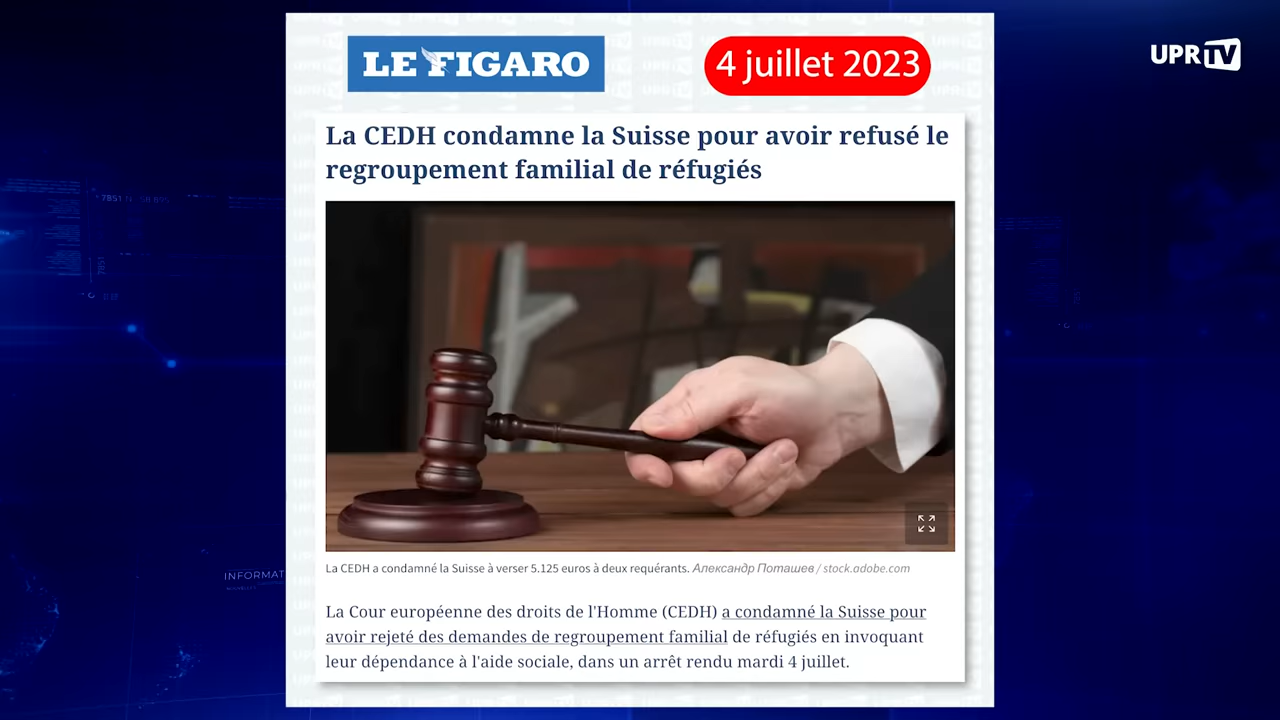 LE FIGARO
4 juillet 2023
UPR TV
La CEDH condamne la Suisse pour avoir refusé le
regroupement familial de réfugiés
7851 N
7851
La CEDH a condamné la Suisse à verser 5.125 euros à deux requérants. Александр Поташев / stock.adobe.com
INFORMAT
La Cour européenne des droits de l'Homme (CEDH) a condamné la Suisse pour
avoir rejeté des demandes de regroupement familial de réfugiés en invoquant
leur dépendance à l'aide sociale, dans un arrêt rendu mardi 4 juillet.